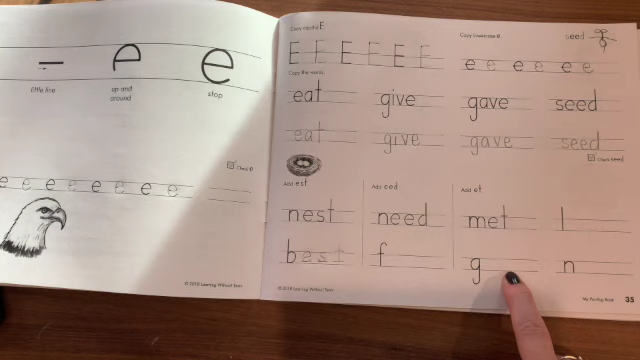 e e
little line up and around stop
Check e
e e e e e e e e
© 2018 Learning Without Tears
Copy capital E
E E E E E E
Copy lowercase e.
e e e e e e
seed
Copy the words.
eat give gave seed
eat give gave seed
Check seed
Add est Add eed Add et
nest need met l
best f g n
© 2018 Learning Without Tears
My Printing Book 35